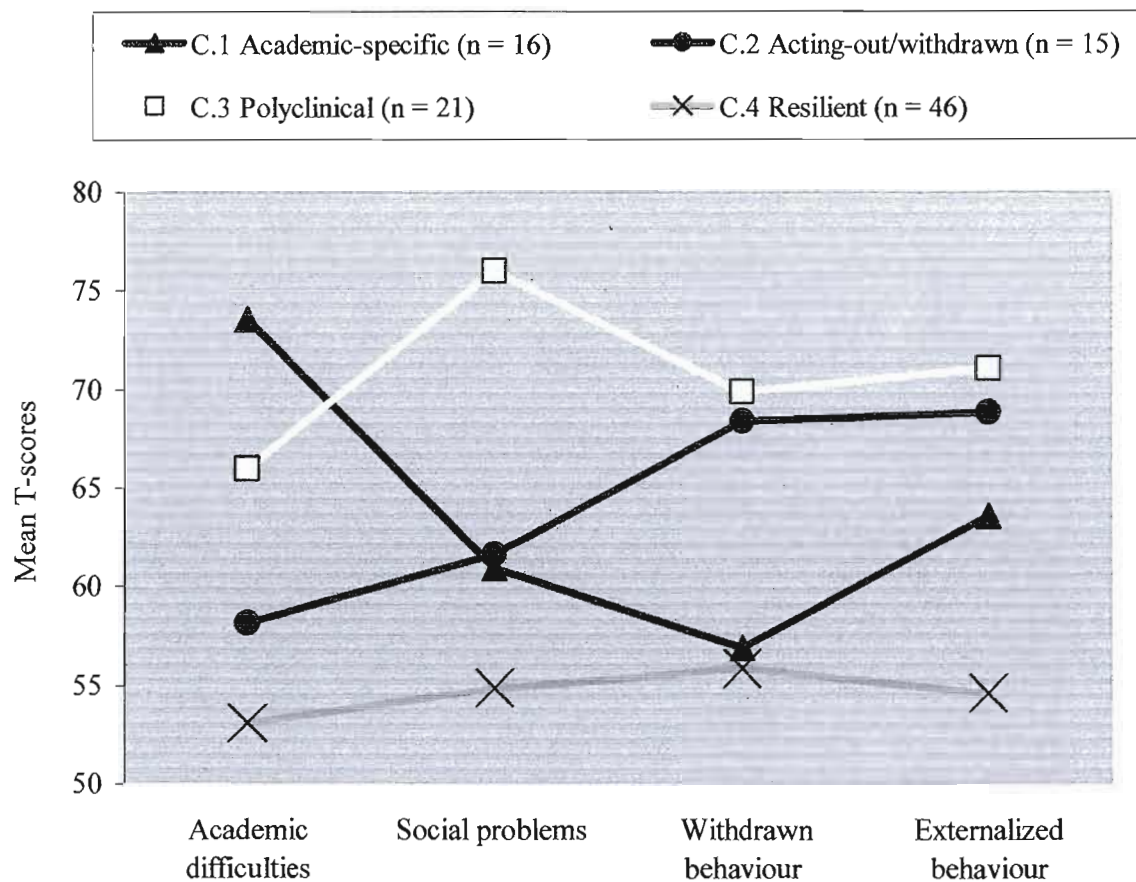 C.1 Academic-specific (n = 16)
C.2 Acting-out/withdrawn (n = 15)
C.3 Polyclinical (n = 21)
C.4 Resilient (n = 46)
80
75
70
65
60
55
50
Mean T-scores
Academic
difficulties
Social problems
Withdrawn
behaviour
Externalized
behaviour